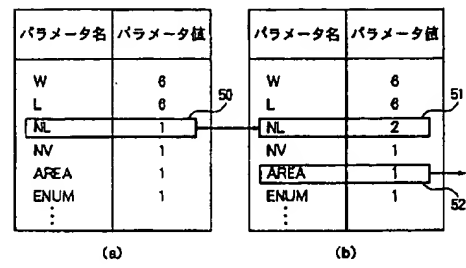 パラメータ名 パラメータ値
W 6
L 6
NL 1
NV 1
AREA 1
ENUM 1
⋮
50
(a)
パラメータ名 パラメータ値
W 6
L 6
NL 2
NV 1
AREA 1
ENUM 1
⋮
51
52
(b)